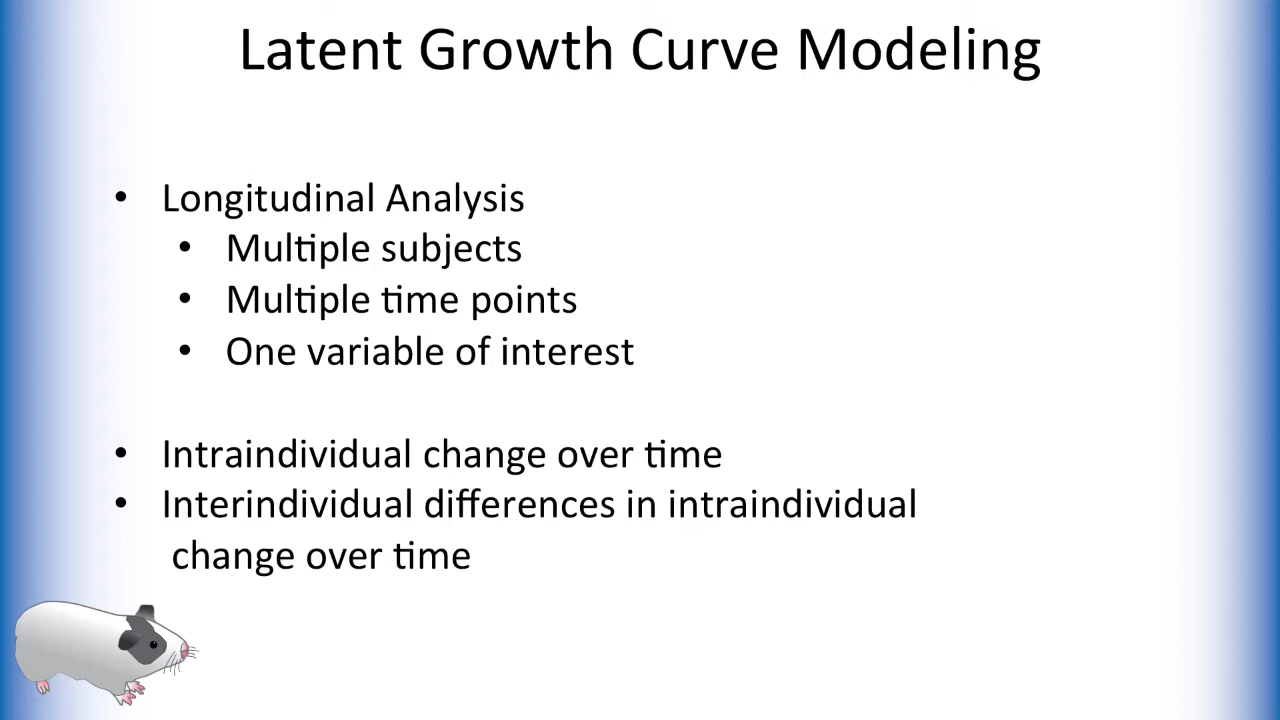 Latent Growth Curve Modeling
• Longitudinal Analysis
• Multiple subjects
• Multiple time points
• One variable of interest
• Intraindividual change over time
• Interindividual differences in intraindividual
change over time